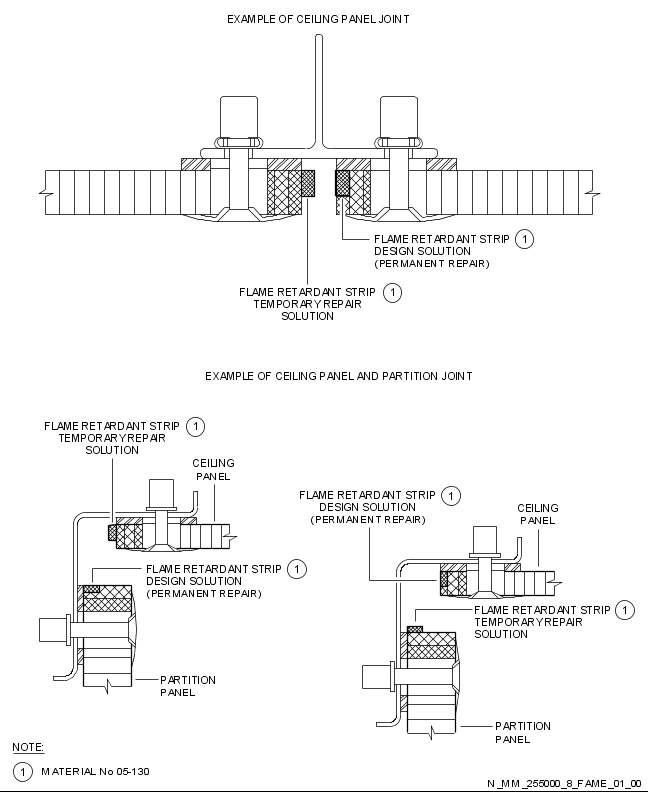 EXAMPLE OF CEILING PANEL JOINT
FLAME RETARDANT STRIP 1
DESIGN SOLUTION
(PERMANENT REPAIR)
FLAME RETARDANT STRIP 1
TEMPORARY REPAIR
SOLUTION
EXAMPLE OF CEILING PANEL AND PARTITION JOINT
FLAME RETARDANT STRIP 1
TEMPORARY REPAIR
SOLUTION
CEILING
PANEL
FLAME RETARDANT STRIP 1
DESIGN SOLUTION
(PERMANENT REPAIR)
PARTITION
PANEL
FLAME RETARDANT STRIP 1
DESIGN SOLUTION
(PERMANENT REPAIR)
CEILING
PANEL
FLAME RETARDANT STRIP 1
TEMPORARY REPAIR
SOLUTION
PARTITION
PANEL
NOTE:
1 MATERIAL No 05-130
N_MM_255000_8_FAME_01_00